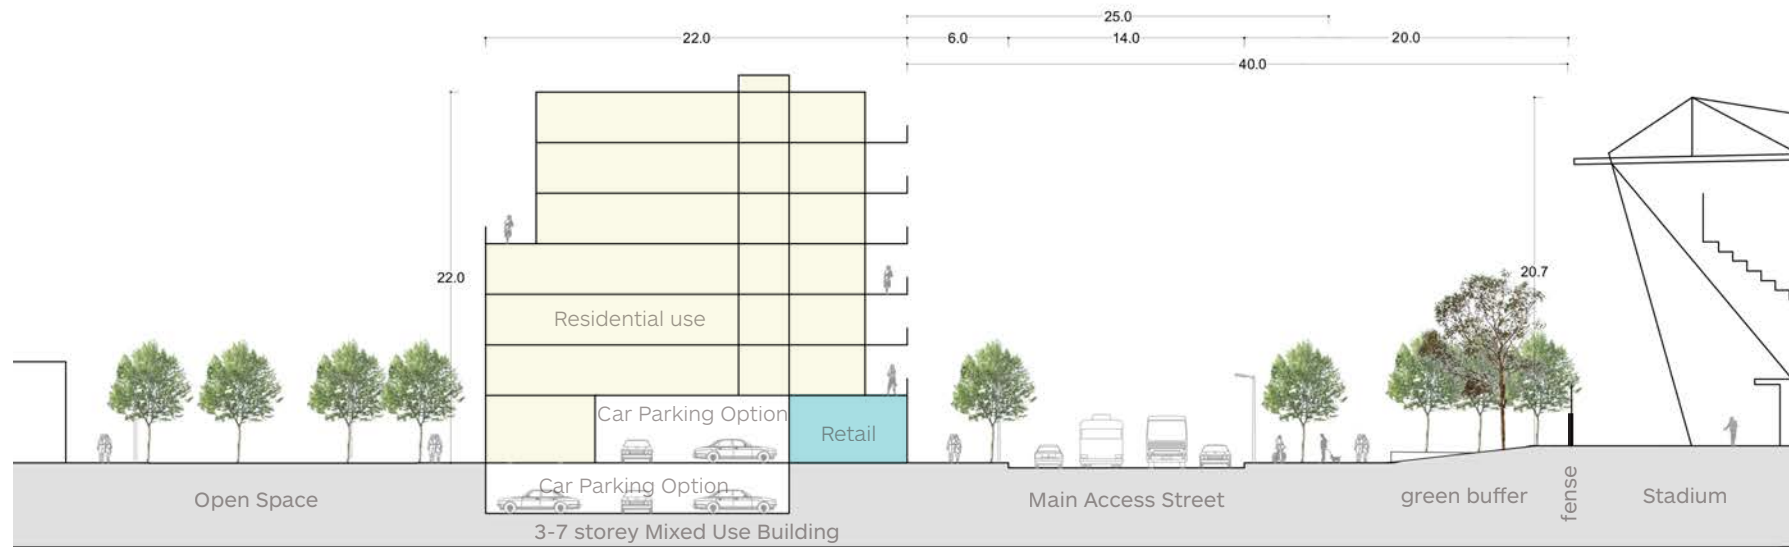 25.0
22.0
6.0
14.0
20.0
40.0
22.0
20.7
Residential use
Car Parking Option
Retail
Car Parking Option
Open Space
Main Access Street
green buffer
fense
Stadium
3-7 storey Mixed Use Building